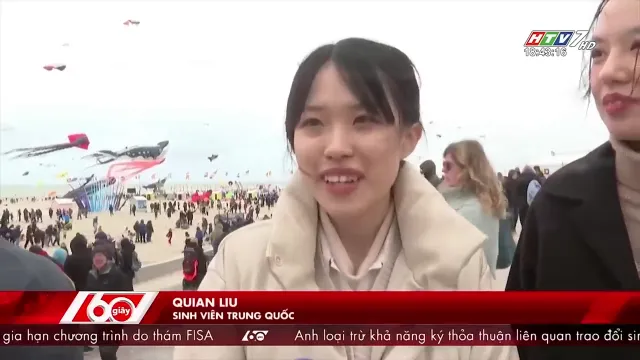 HTV7 HD
18:43:16
QUIAN LIU
60 giây
SINH VIÊN TRUNG QUỐC
gia hạn chương trình do thám FISA 60giây Anh loại trừ khả năng ký thỏa thuận liên quan trao đổi